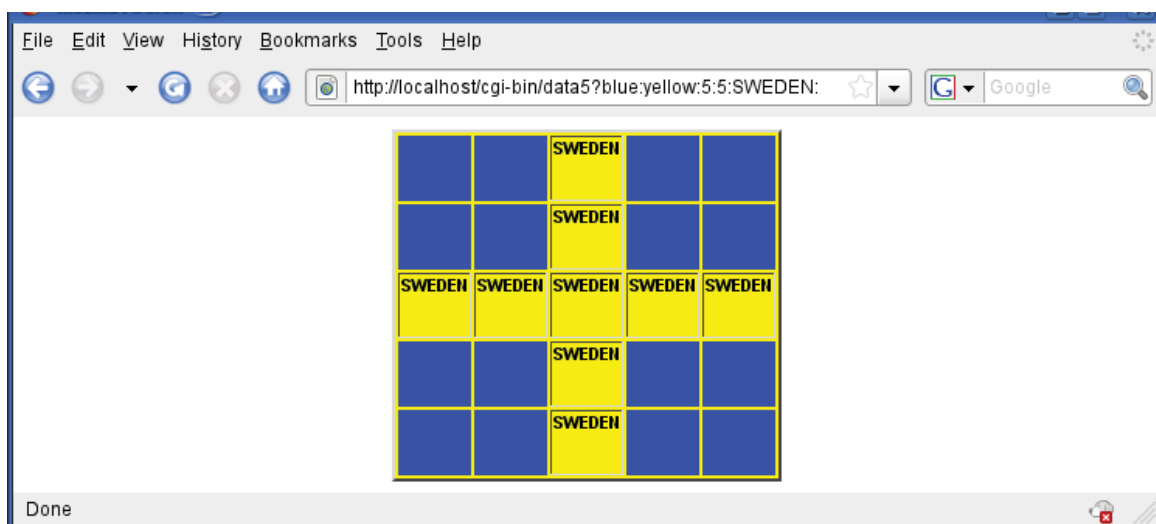 File Edit View History Bookmarks Tools Help
http://localhost/cgi-bin/data5?blue:yellow:5:5:SWEDEN: G Google
SWEDEN
SWEDEN
SWEDEN SWEDEN SWEDEN SWEDEN SWEDEN
SWEDEN
SWEDEN
Done